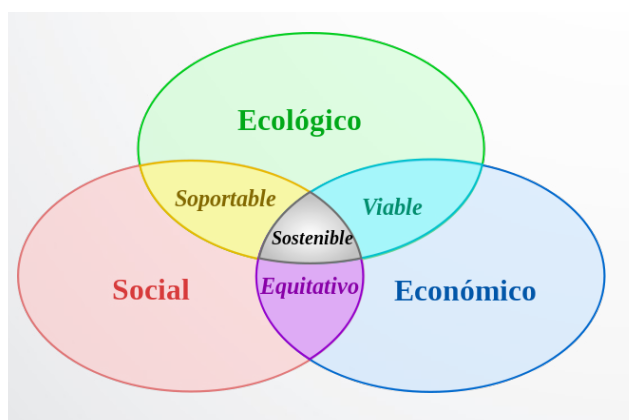 Ecológico
Soportable
Viable
Sostenible
Social
Equitativo
Económico